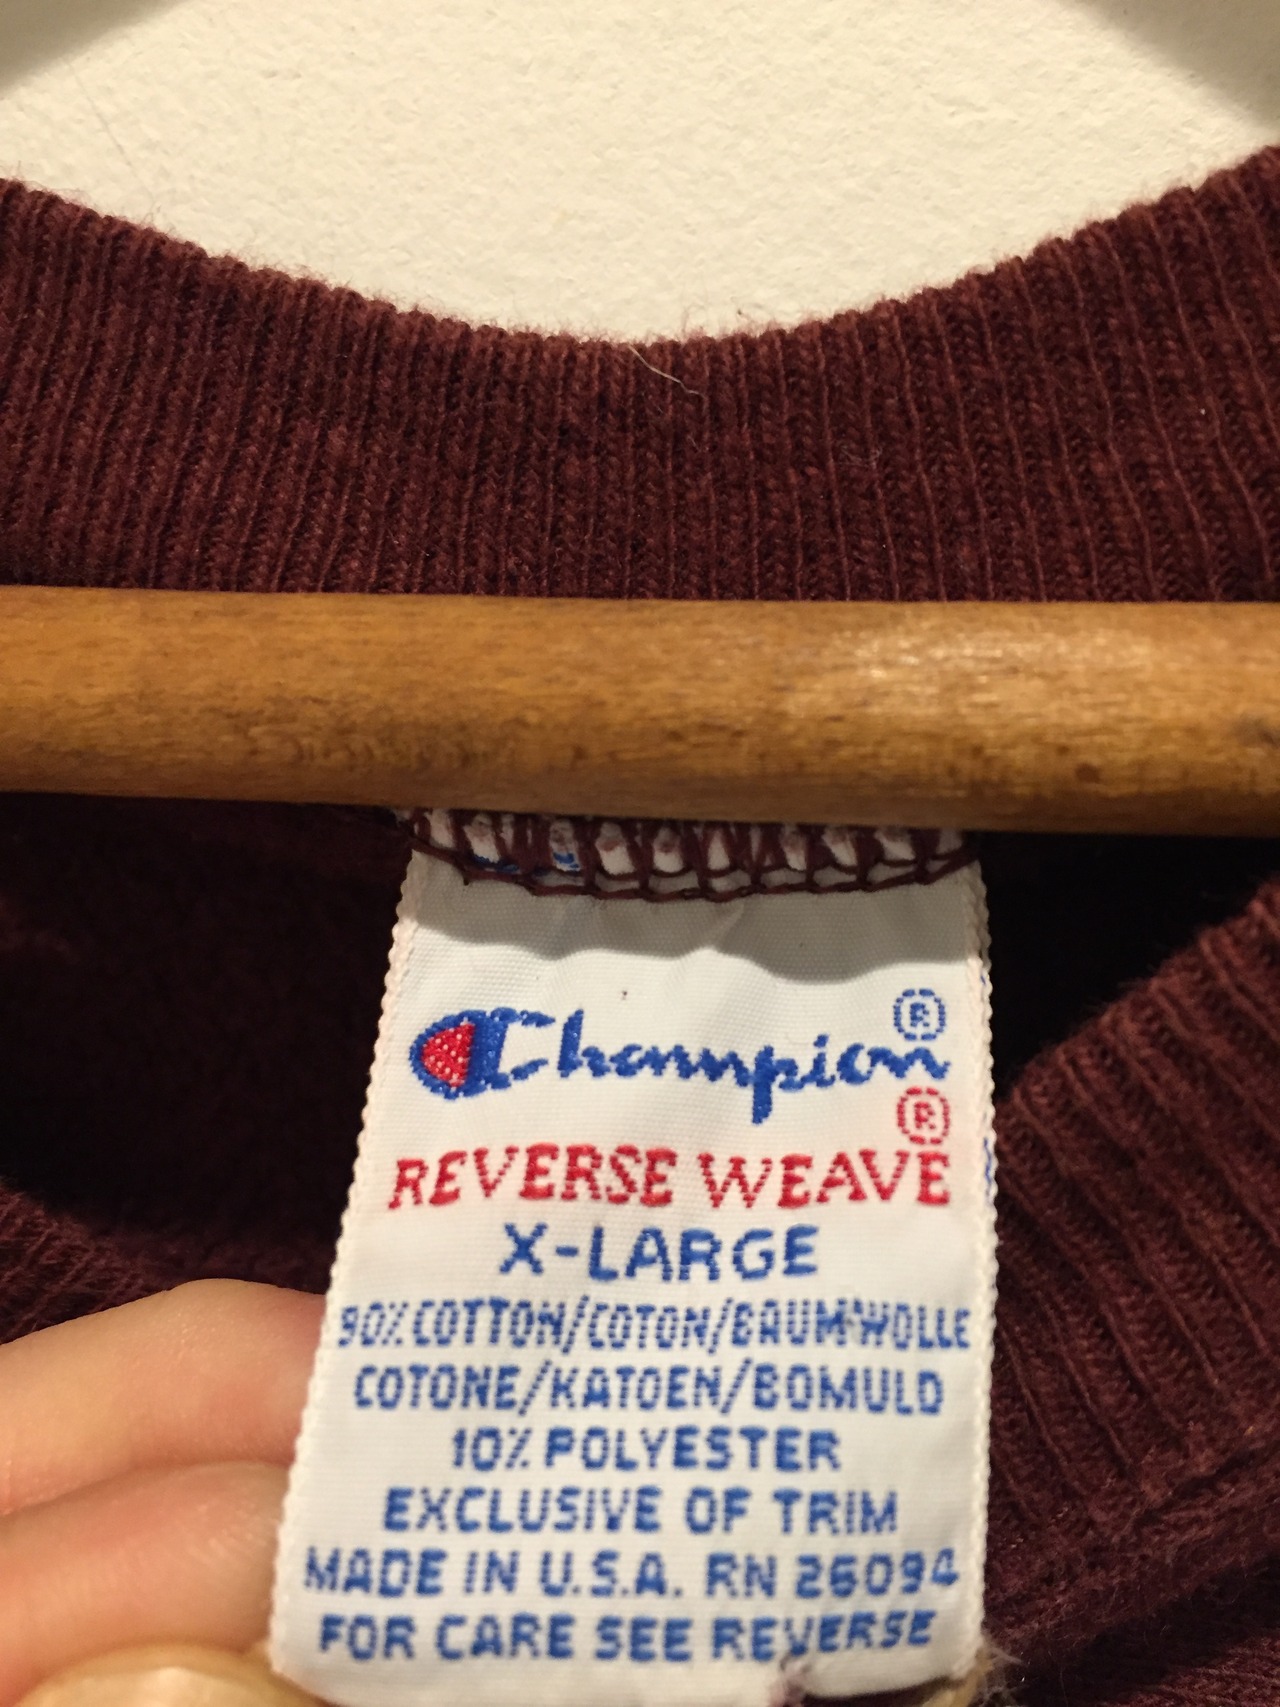 Champion®
REVERSE WEAVE®
X-LARGE
90% COTTON/COTON/BAUMWOLLE
COTONE/KATOEN/BOMULD
10% POLYESTER
EXCLUSIVE OF TRIM
MADE IN U.S.A. RN 26094
FOR CARE SEE REVERSE